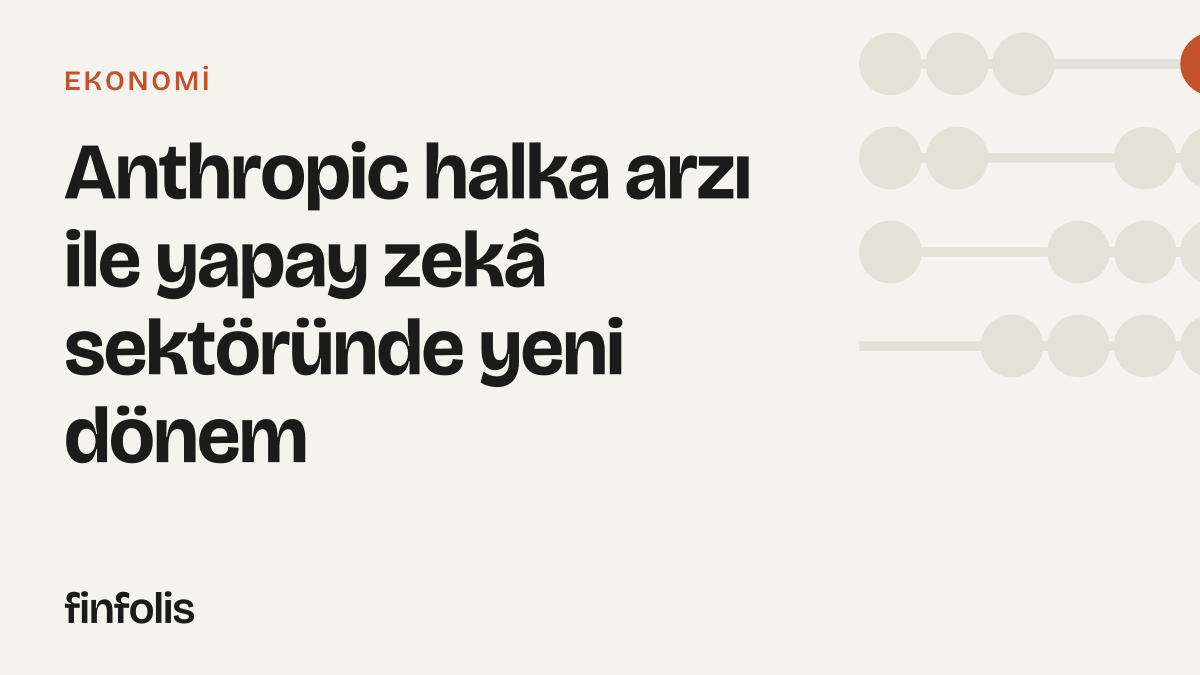 EKONOMİ
Anthropic halka arzı
ile yapay zekâ
sektöründe yeni
dönem
finfolis